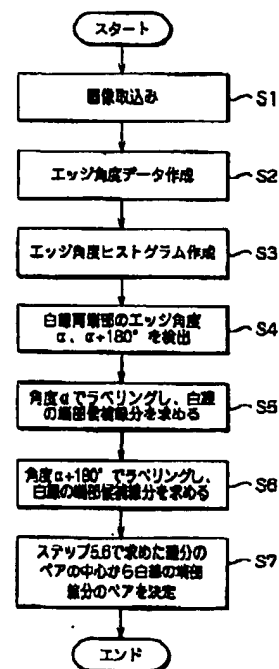 スタート
画像取込み
S1
エッジ角度データ作成
S2
エッジ角度ヒストグラム作成
S3
白線両端部のエッジ角度
α、α+180°を検出
S4
角度αでラベリングし、白線
の端部候補線分を求める
S5
角度α+180°でラベリングし、
白線の端部候補線分を求める
S6
ステップ5,6で求めた線分の
ペアの中心から白線の端部
線分のペアを決定
S7
エンド